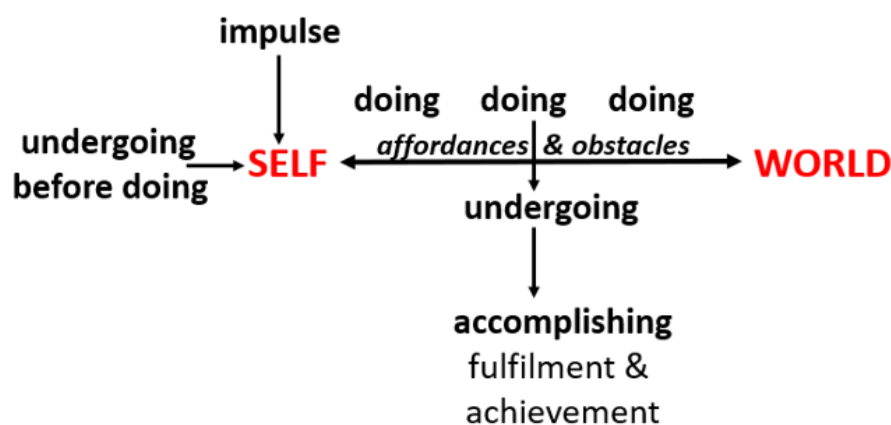 impulse
doing doing doing
affordances & obstacles
undergoing
before doing
SELF
WORLD
undergoing
accomplishing
fulfilment &
achievement